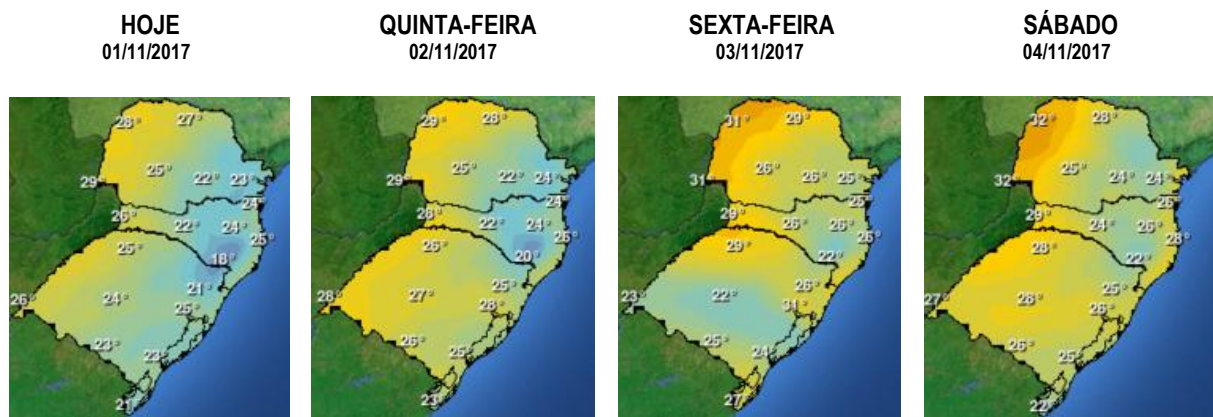 HOJE
01/11/2017
QUINTA-FEIRA
02/11/2017
SEXTA-FEIRA
03/11/2017
SÁBADO
04/11/2017
28° 27°
25° 22° 23°
29°
24°
26° 22° 24°
25°
25°
18°
21°
26° 24° 25°
23° 23°
21°
29° 28°
25° 22° 24°
29°
24°
28° 22° 24°
25°
26°
20°
25°
28° 27° 28°
26° 25°
23°
31° 29°
26° 26° 25°
31°
25°
29° 26° 26°
26°
29°
22°
26°
23° 22° 31°
25° 24°
27°
32° 28°
25° 24° 24°
32°
26°
29° 24° 26°
28°
28°
22°
25°
27° 28° 26°
26° 25°
22°